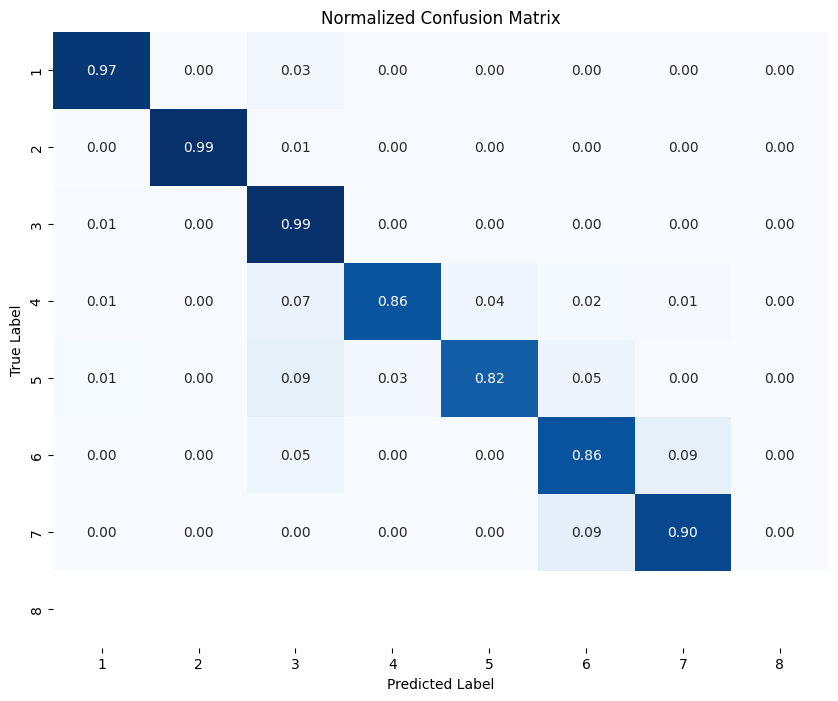 Normalized Confusion Matrix
1 0.97 0.00 0.03 0.00 0.00 0.00 0.00 0.00
2 0.00 0.99 0.01 0.00 0.00 0.00 0.00 0.00
3 0.01 0.00 0.99 0.00 0.00 0.00 0.00 0.00
4 0.01 0.00 0.07 0.86 0.04 0.02 0.01 0.00
5 0.01 0.00 0.09 0.03 0.82 0.05 0.00 0.00
6 0.00 0.00 0.05 0.00 0.00 0.86 0.09 0.00
7 0.00 0.00 0.00 0.00 0.00 0.09 0.90 0.00
8
True Label
1 2 3 4 5 6 7 8
Predicted Label